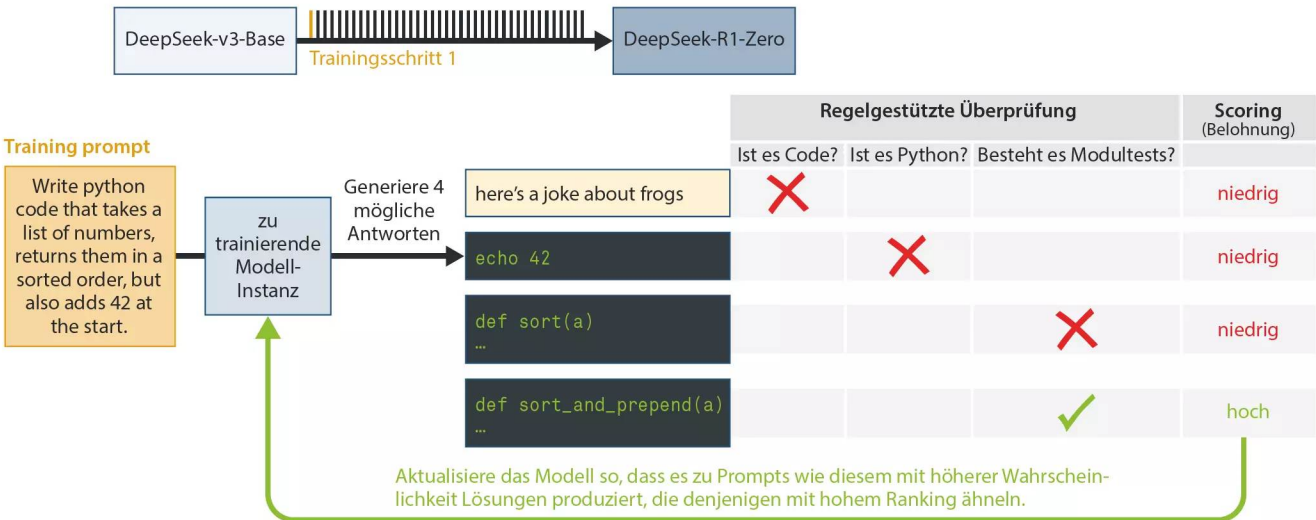 DeepSeek-v3-Base
Trainingsschritt 1
DeepSeek-R1-Zero
Training prompt
Write python
code that takes a
list of numbers,
returns them in a
sorted order, but
also adds 42 at
the start.
zu
trainierende
Modell-
Instanz
Generiere 4
mögliche
Antworten
Regelgestützte Überprüfung
Scoring
(Belohnung)
Ist es Code?
Ist es Python?
Besteht es Modultests?
here's a joke about frogs
niedrig
echo 42
niedrig
def sort(a)
…
niedrig
def sort_and_prepend(a)
…
hoch
Aktualisiere das Modell so, dass es zu Prompts wie diesem mit höherer Wahrschein-
lichkeit Lösungen produziert, die denjenigen mit hohem Ranking ähneln.